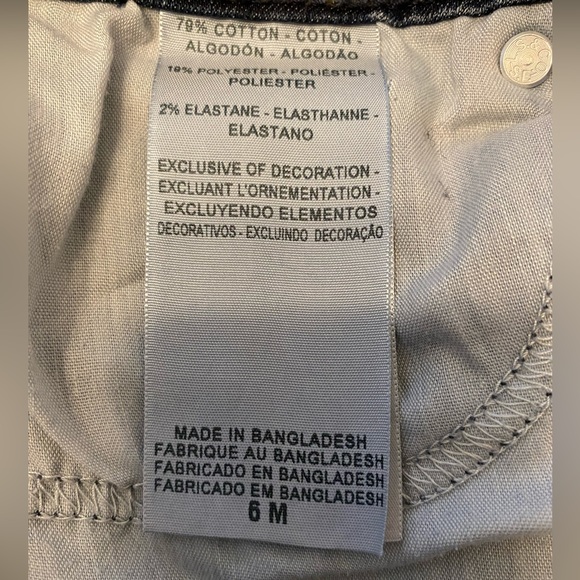 79% COTTON - COTON -
ALGODÓN - ALGODÃO
19% POLYESTER - POLIÉSTER -
POLIESTER
2% ELASTANE - ELASTHANNE -
ELASTANO
EXCLUSIVE OF DECORATION -
EXCLUANT L'ORNEMENTATION -
EXCLUYENDO ELEMENTOS
DECORATIVOS - EXCLUINDO DECORAÇÃO
MADE IN BANGLADESH
FABRIQUE AU BANGLADESH
FABRICADO EN BANGLADESH
FABRICADO EM BANGLADESH
6 M